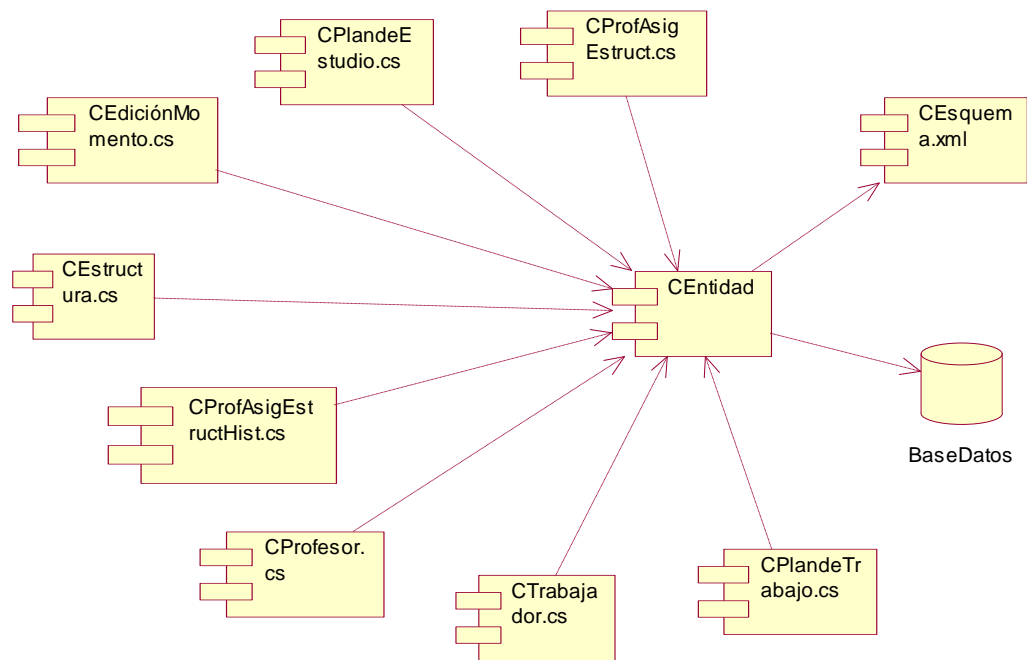 CPlandeE
studio.cs
CProfAsig
Estruct.cs
CEdiciónMo
mento.cs
CEsquem
a.xml
CEstruct
ura.cs
CEntidad
CProfAsigEst
ructHist.cs
BaseDatos
CProfesor.
cs
CTrabaja
dor.cs
CPlandeTr
abajo.cs